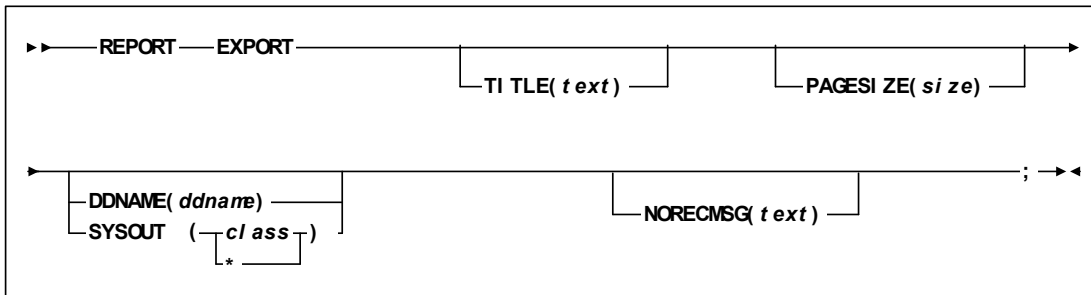 REPORT EXPORT
TITLE(text) PAGESIZE(size)
DDNAME(ddname)
SYSOUT (class)
*
NORECMSG(text)
;